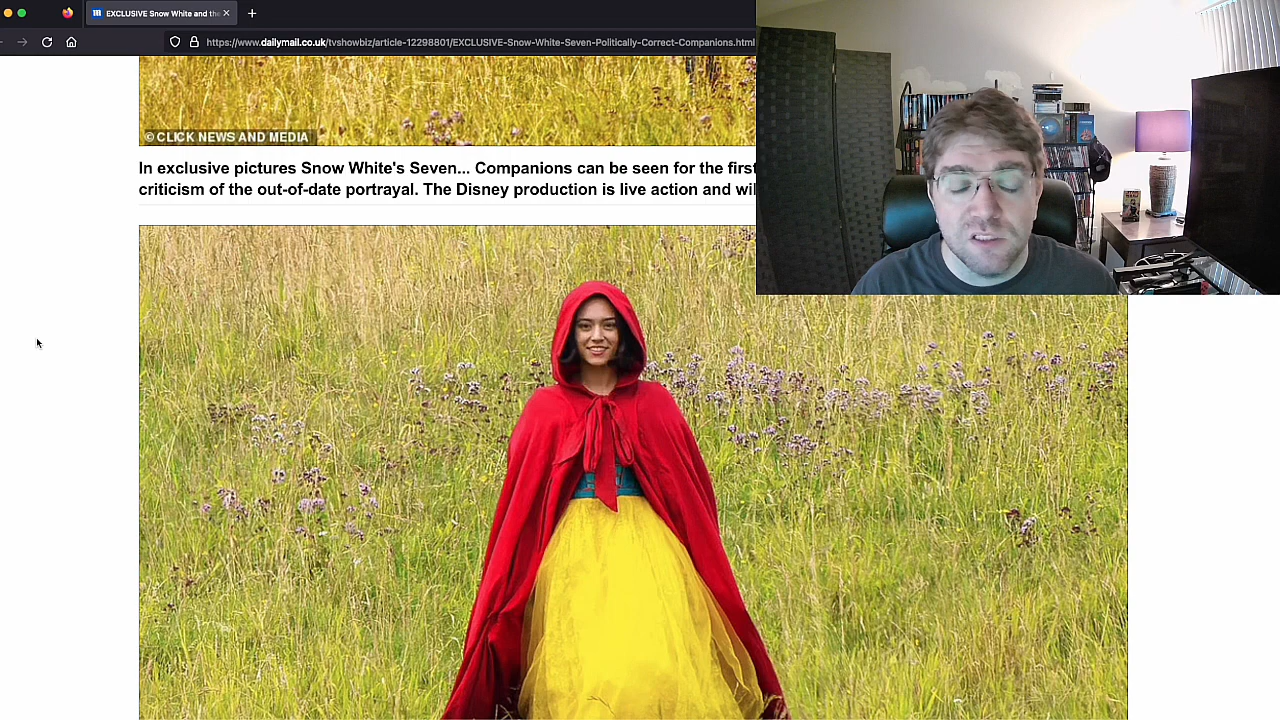 EXCLUSIVE Snow White and the
https://www.dailymail.co.uk/tvshowbiz/article-12298801/EXCLUSIVE-Snow-White-Seven-Politically-Correct-Companions.html
©CLICK NEWS AND MEDIA
In exclusive pictures Snow White's Seven... Companions can be seen for the first
criticism of the out-of-date portrayal. The Disney production is live action and wil